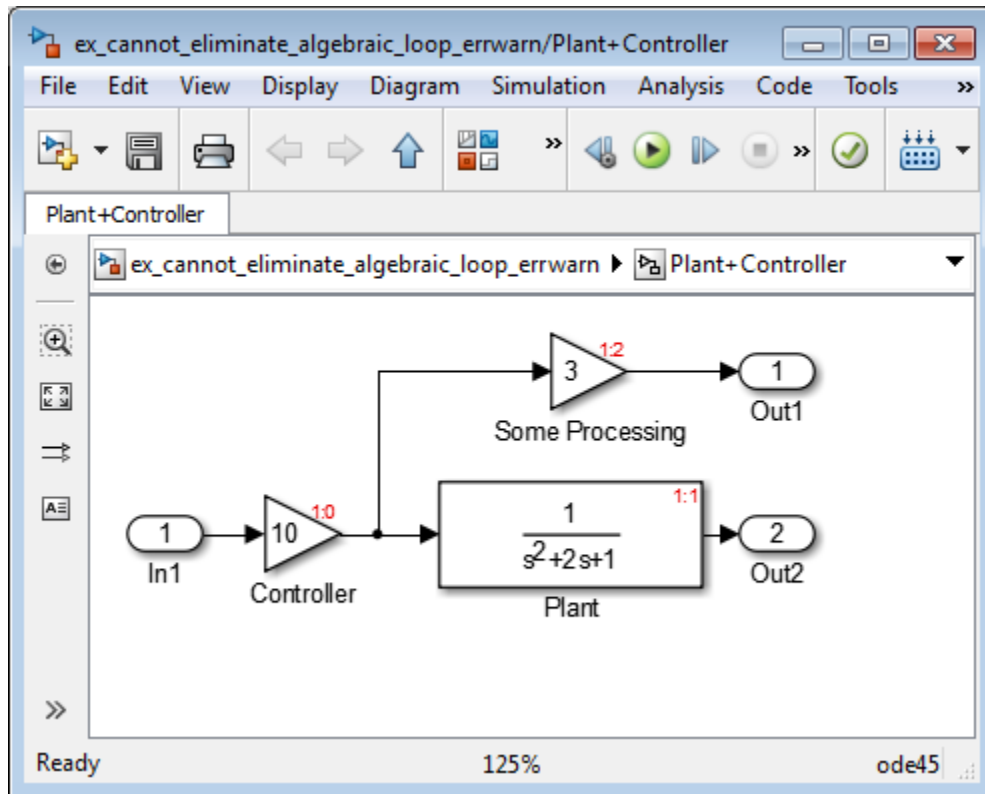 ex_cannot_eliminate_algebraic_loop_errwarn/Plant+Controller
File Edit View Display Diagram Simulation Analysis Code Tools »
» »
Plant+Controller
ex_cannot_eliminate_algebraic_loop_errwarn Plant+Controller
3 1:2
1
Some Processing
Out1
1:1
1
10 1:0
1
s²+2s+1
2
In1
Controller
Plant
Out2
A
»
Ready 125% ode45